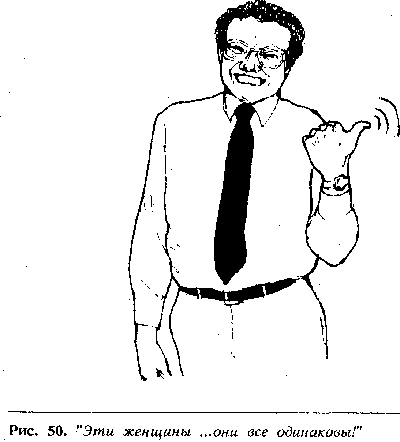 Рис. 50. "Эти женщины ...они все одинаковы!"